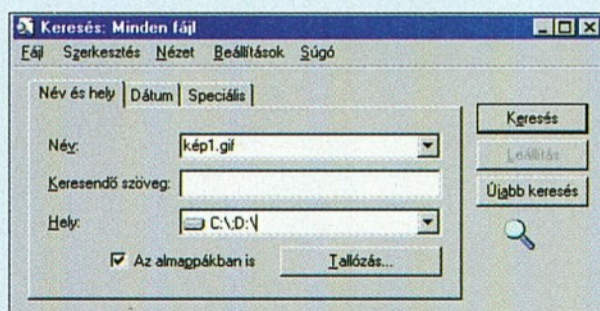 Keresés: Minden fájl
Fájl Szerkesztés Nézet Beállítások Súgó
Név és hely Dátum Speciális
Név: kép1.gif
Keresendő szöveg:
Hely: C:\;D:\
Az almappákban is Tallózás...
Keresés
Leállítás
Újabb keresés